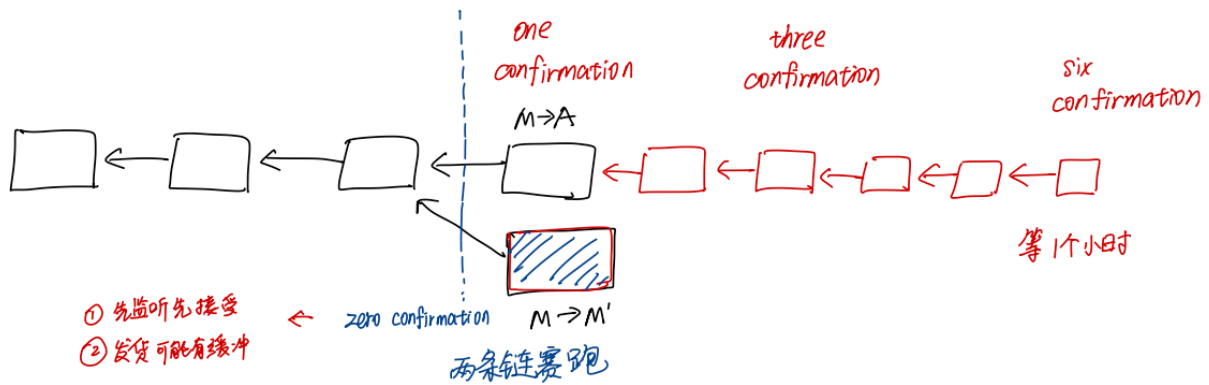 one
confirmation
three
confirmation
six
confirmation
M→A
等1个小时
① 先监听先接受
② 发货可能有缓冲
← zero confirmation
M→M'
两条链赛跑